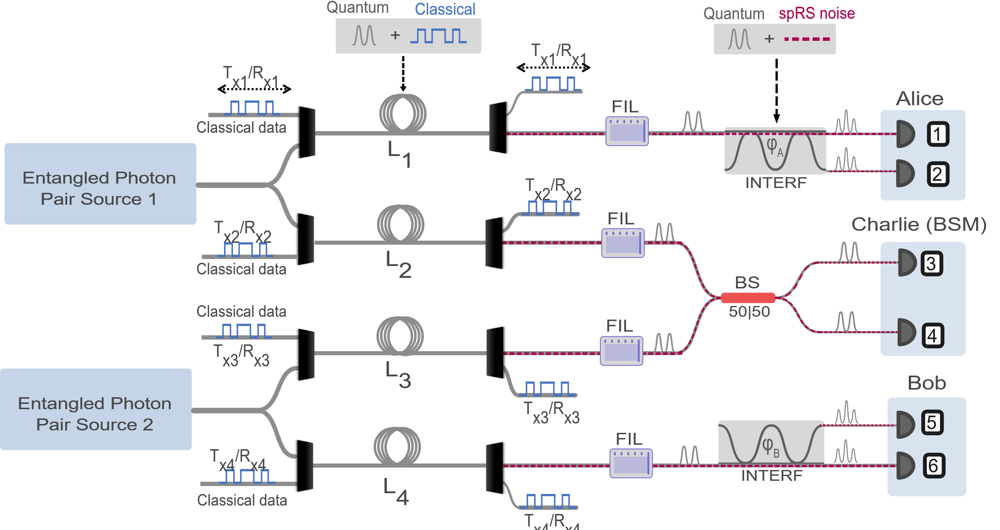 Quantum
Classical
+
Quantum
spRS noise
+
Tx1/Rx1
Tx1/Rx1
Classical data
L1
FIL
φA
INTERF
Alice
1
2
Entangled Photon
Pair Source 1
Tx2/Rx2
Classical data
L2
Tx2/Rx2
FIL
BS
50|50
Charlie (BSM)
3
4
Classical data
Tx3/Rx3
L3
Tx3/Rx3
FIL
Entangled Photon
Pair Source 2
Tx4/Rx4
Classical data
L4
Tx4/Rx4
FIL
φB
INTERF
Bob
5
6